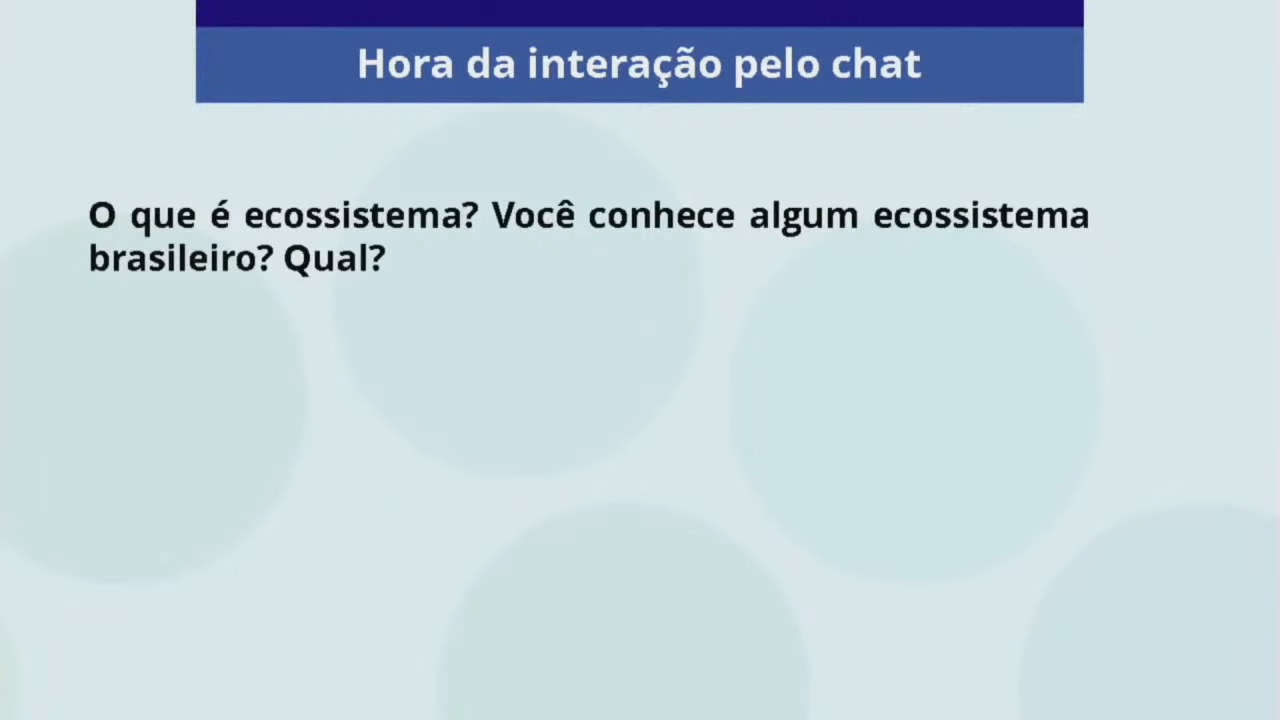 Hora da interação pelo chat
O que é ecossistema? Você conhece algum ecossistema
brasileiro? Qual?